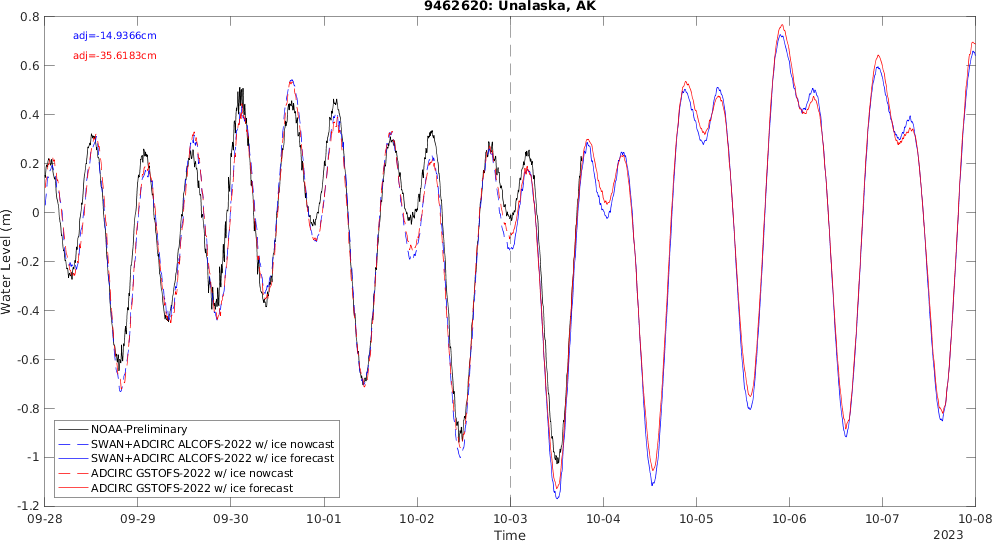 9462620: Unalaska, AK
adj=-14.9366cm
adj=-35.6183cm
Water Level (m)
0.8
0.6
0.4
0.2
0
-0.2
-0.4
-0.6
-0.8
-1
-1.2
NOAA-Preliminary
SWAN+ADCIRC ALCOFS-2022 w/ ice nowcast
SWAN+ADCIRC ALCOFS-2022 w/ ice forecast
ADCIRC GSTOFS-2022 w/ ice nowcast
ADCIRC GSTOFS-2022 w/ ice forecast
09-28 09-29 09-30 10-01 10-02 10-03 10-04 10-05 10-06 10-07 10-08
Time
2023